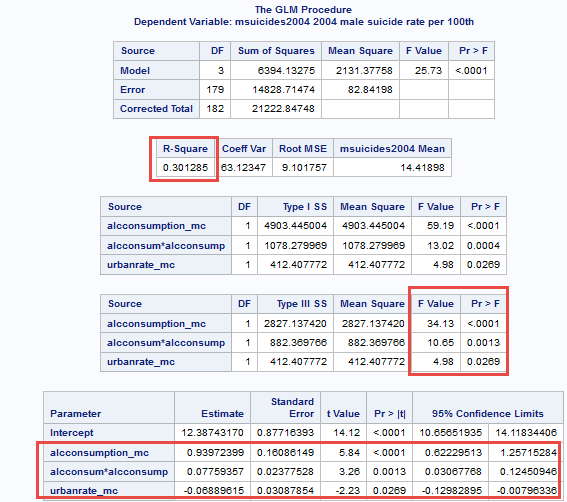 The GLM Procedure
Dependent Variable: msuicides2004 2004 male suicide rate per 100th
Source DF Sum of Squares Mean Square F Value Pr > F
Model 3 6394.13275 2131.37758 25.73 <.0001
Error 179 14828.71474 82.84198
Corrected Total 182 21222.84748
R-Square Coeff Var Root MSE msuicides2004 Mean
0.301285 63.12347 9.101757 14.41898
Source DF Type I SS Mean Square F Value Pr > F
alcconsumption_mc 1 4903.445004 4903.445004 59.19 <.0001
alcconsum*alcconsump 1 1078.279969 1078.279969 13.02 0.0004
urbanrate_mc 1 412.407772 412.407772 4.98 0.0269
Source DF Type III SS Mean Square F Value Pr > F
alcconsumption_mc 1 2827.137420 2827.137420 34.13 <.0001
alcconsum*alcconsump 1 882.369766 882.369766 10.65 0.0013
urbanrate_mc 1 412.407772 412.407772 4.98 0.0269
Parameter Estimate Standard Error t Value Pr > |t| 95% Confidence Limits
Intercept 12.38743170 0.87716393 14.12 <.0001 10.65651935 14.11834406
alcconsumption_mc 0.93972399 0.16086149 5.84 <.0001 0.62229513 1.25715284
alcconsum*alcconsump 0.07759357 0.02377528 3.26 0.0013 0.03067768 0.12450946
urbanrate_mc -0.06889615 0.03087854 -2.23 0.0269 -0.12982895 -0.00796336